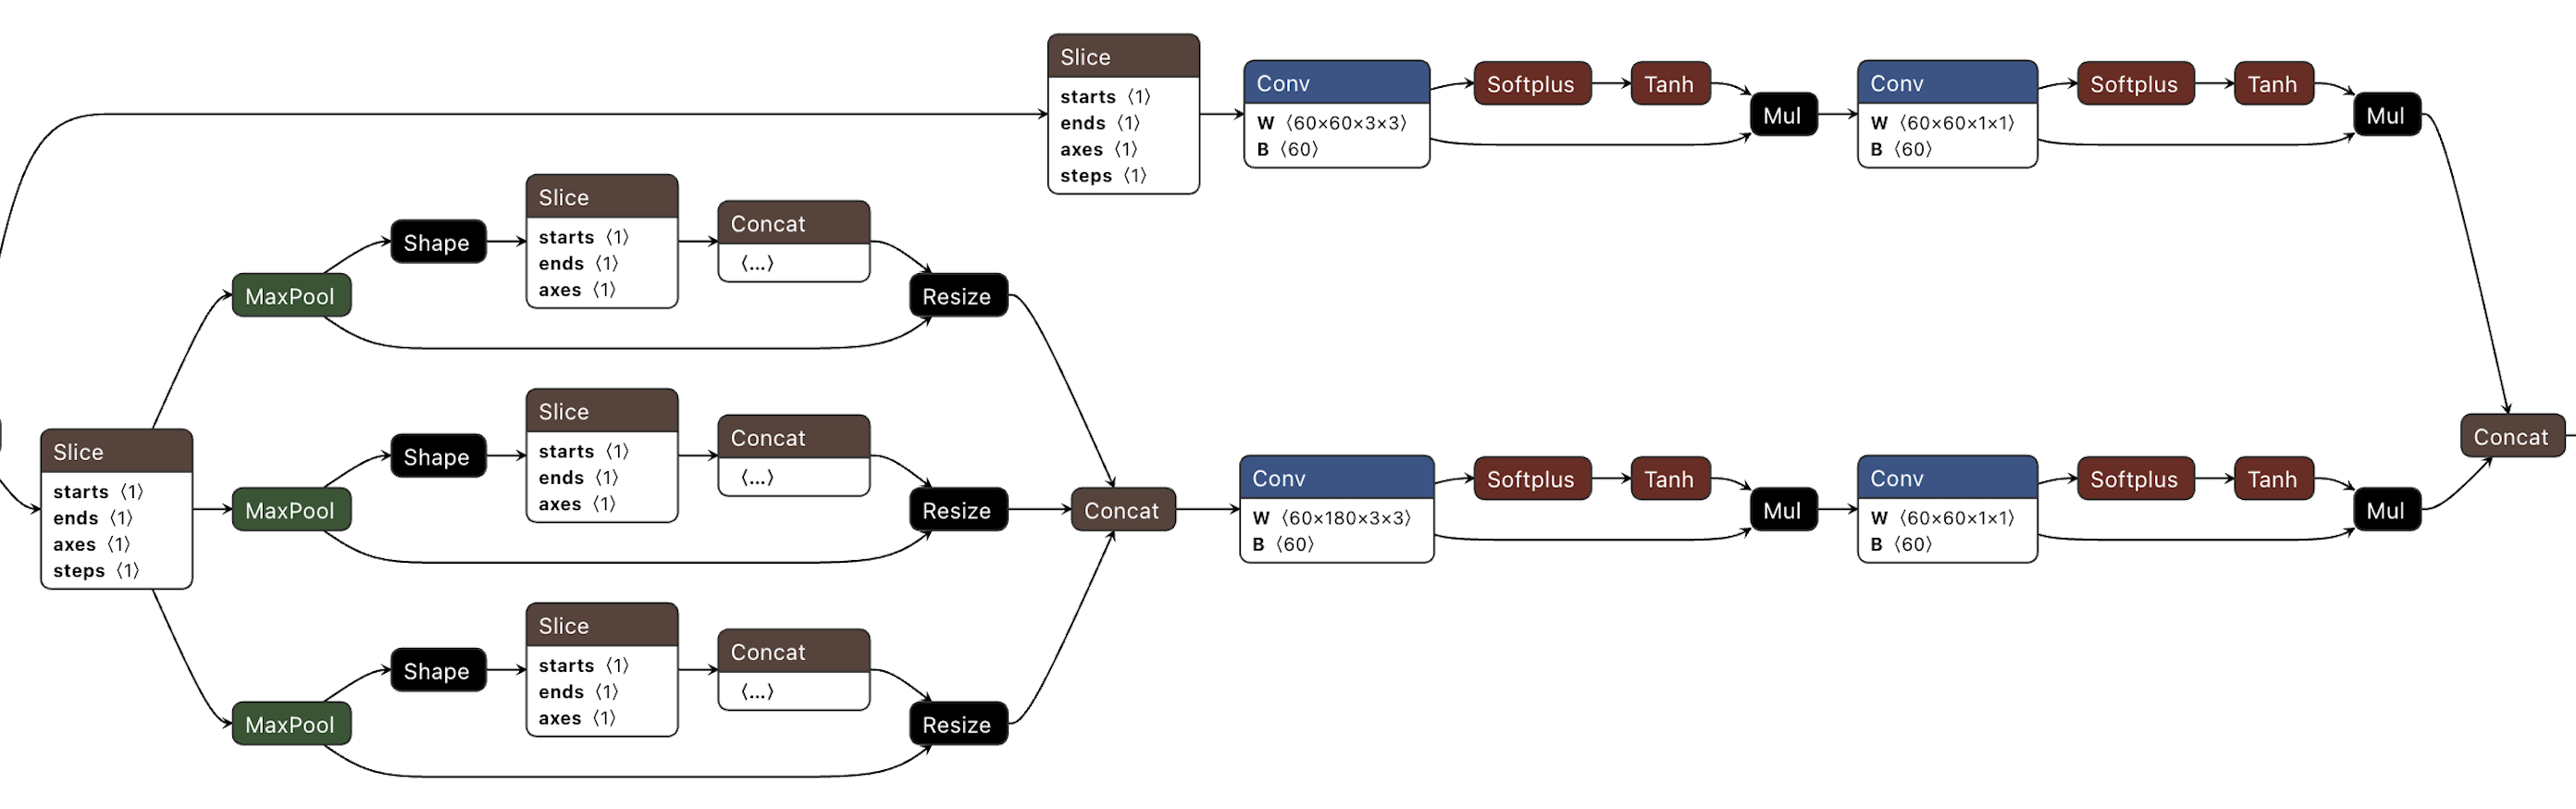 Slice
starts ⟨1⟩
ends ⟨1⟩
axes ⟨1⟩
steps ⟨1⟩
Conv
W ⟨60×60×3×3⟩
B ⟨60⟩
Softplus
Tanh
Mul
Conv
W ⟨60×60×1×1⟩
B ⟨60⟩
Softplus
Tanh
Mul
MaxPool
Shape
Slice
starts ⟨1⟩
ends ⟨1⟩
axes ⟨1⟩
Concat
⟨...⟩
Resize
Slice
starts ⟨1⟩
ends ⟨1⟩
axes ⟨1⟩
steps ⟨1⟩
MaxPool
Shape
Slice
starts ⟨1⟩
ends ⟨1⟩
axes ⟨1⟩
Concat
⟨...⟩
Resize
Concat
Conv
W ⟨60×180×3×3⟩
B ⟨60⟩
Softplus
Tanh
Mul
Conv
W ⟨60×60×1×1⟩
B ⟨60⟩
Softplus
Tanh
Mul
Concat
MaxPool
Shape
Slice
starts ⟨1⟩
ends ⟨1⟩
axes ⟨1⟩
Concat
⟨...⟩
Resize